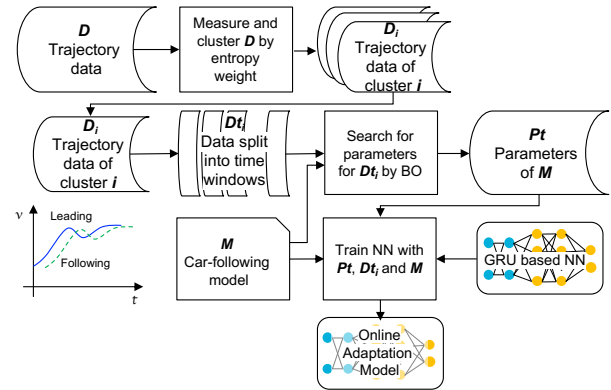 D
Trajectory
data
Measure and
cluster D by
entropy
weight
Di
Trajectory
data of
cluster i
Di
Trajectory
data of
cluster i
Dti
Data split
into time
windows
Search for
parameters
for Dti by BO
Pt
Parameters
of M
v
Leading
Following
t
M
Car-following
model
Train NN with
Pt, Dti and M
GRU based NN
Online
Adaptation
Model